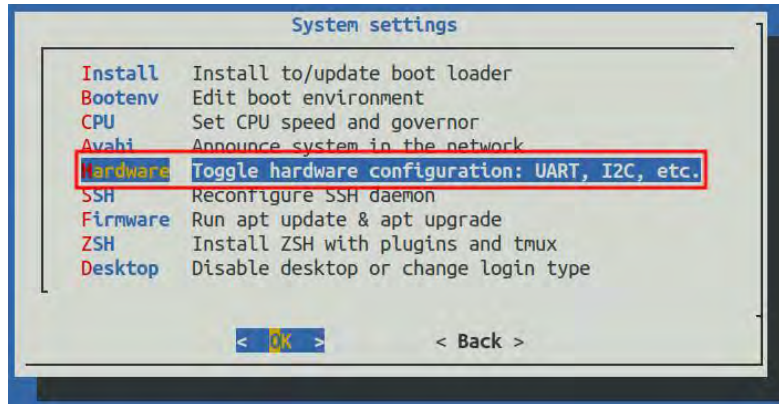 System settings
Install Install to/update boot loader
Bootenv Edit boot environment
CPU Set CPU speed and governor
Avahi Announce system in the network
Hardware Toggle hardware configuration: UART, I2C, etc.
SSH Reconfigure SSH daemon
Firmware Run apt update & apt upgrade
ZSH Install ZSH with plugins and tmux
Desktop Disable desktop or change login type
< OK > < Back >